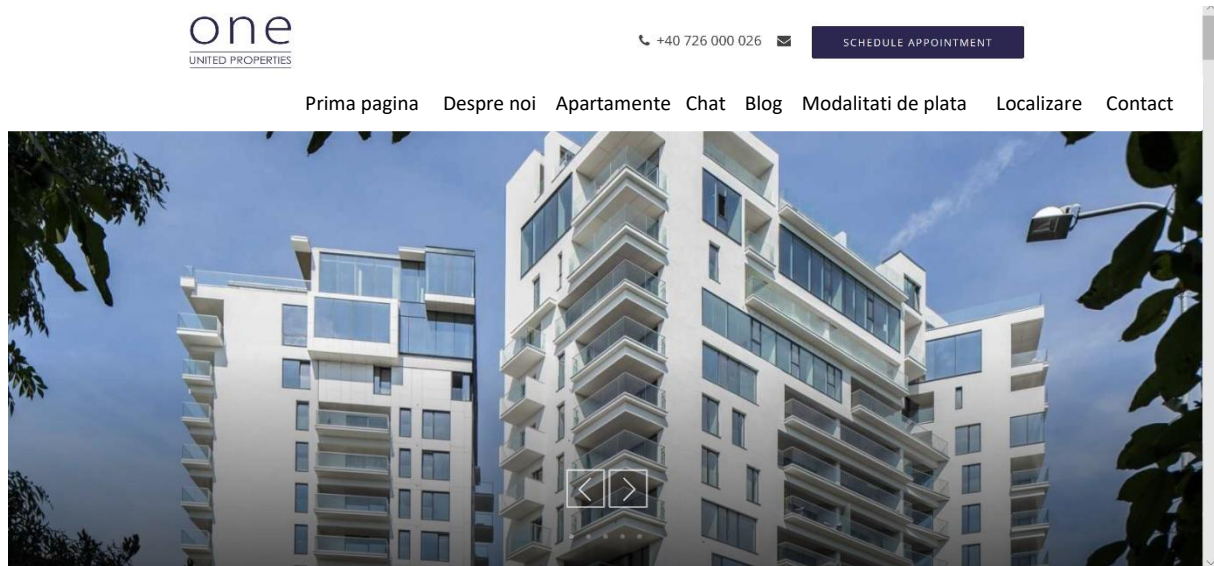 one
UNITED PROPERTIES
+40 726 000 026
SCHEDULE APPOINTMENT
Prima pagina Despre noi Apartamente Chat Blog Modalitati de plata Localizare Contact